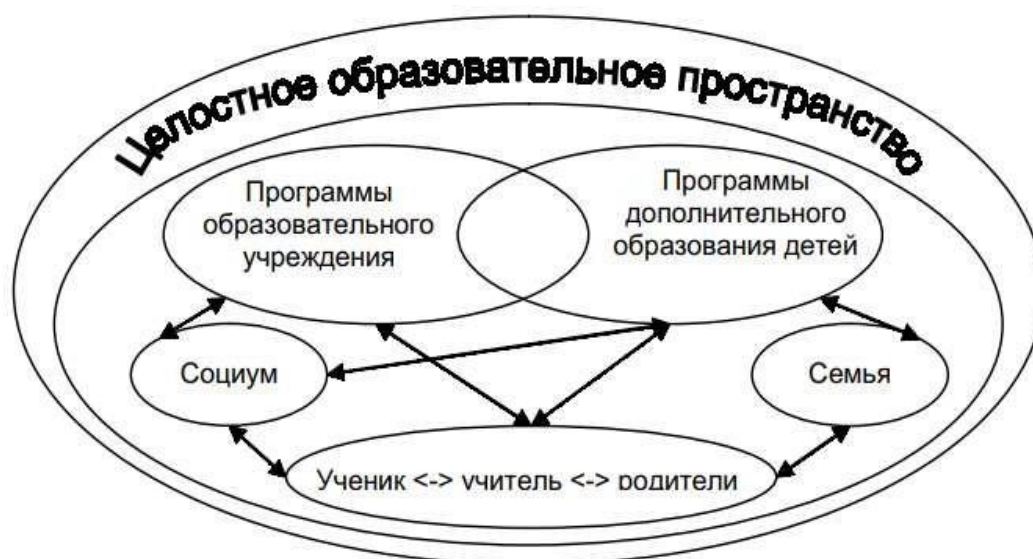 Целостное образовательное пространство
Программы
образовательного
учреждения
Программы
дополнительного
образования детей
Социум
Семья
Ученик <-> учитель <-> родители